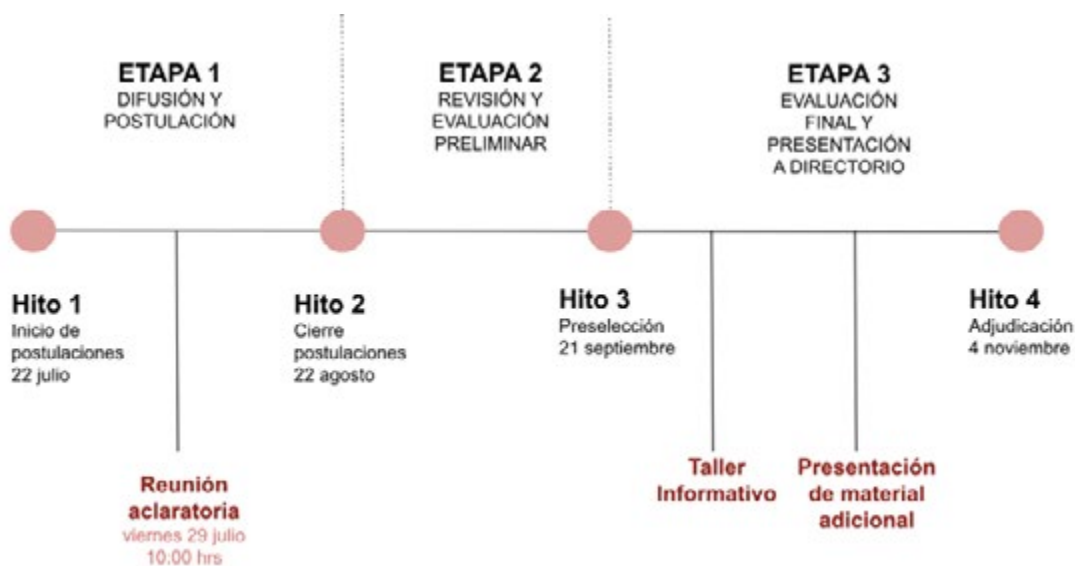 ETAPA 1
DIFUSIÓN Y
POSTULACIÓN
ETAPA 2
REVISIÓN Y
EVALUACIÓN
PRELIMINAR
ETAPA 3
EVALUACIÓN
FINAL Y
PRESENTACIÓN
A DIRECTORIO
Hito 1
Inicio de
postulaciones
22 julio
Reunión
aclaratoria
viernes 29 julio
10:00 hrs
Hito 2
Cierre
postulaciones
22 agosto
Hito 3
Preselección
21 septiembre
Taller
Informativo
Presentación
de material
adicional
Hito 4
Adjudicación
4 noviembre